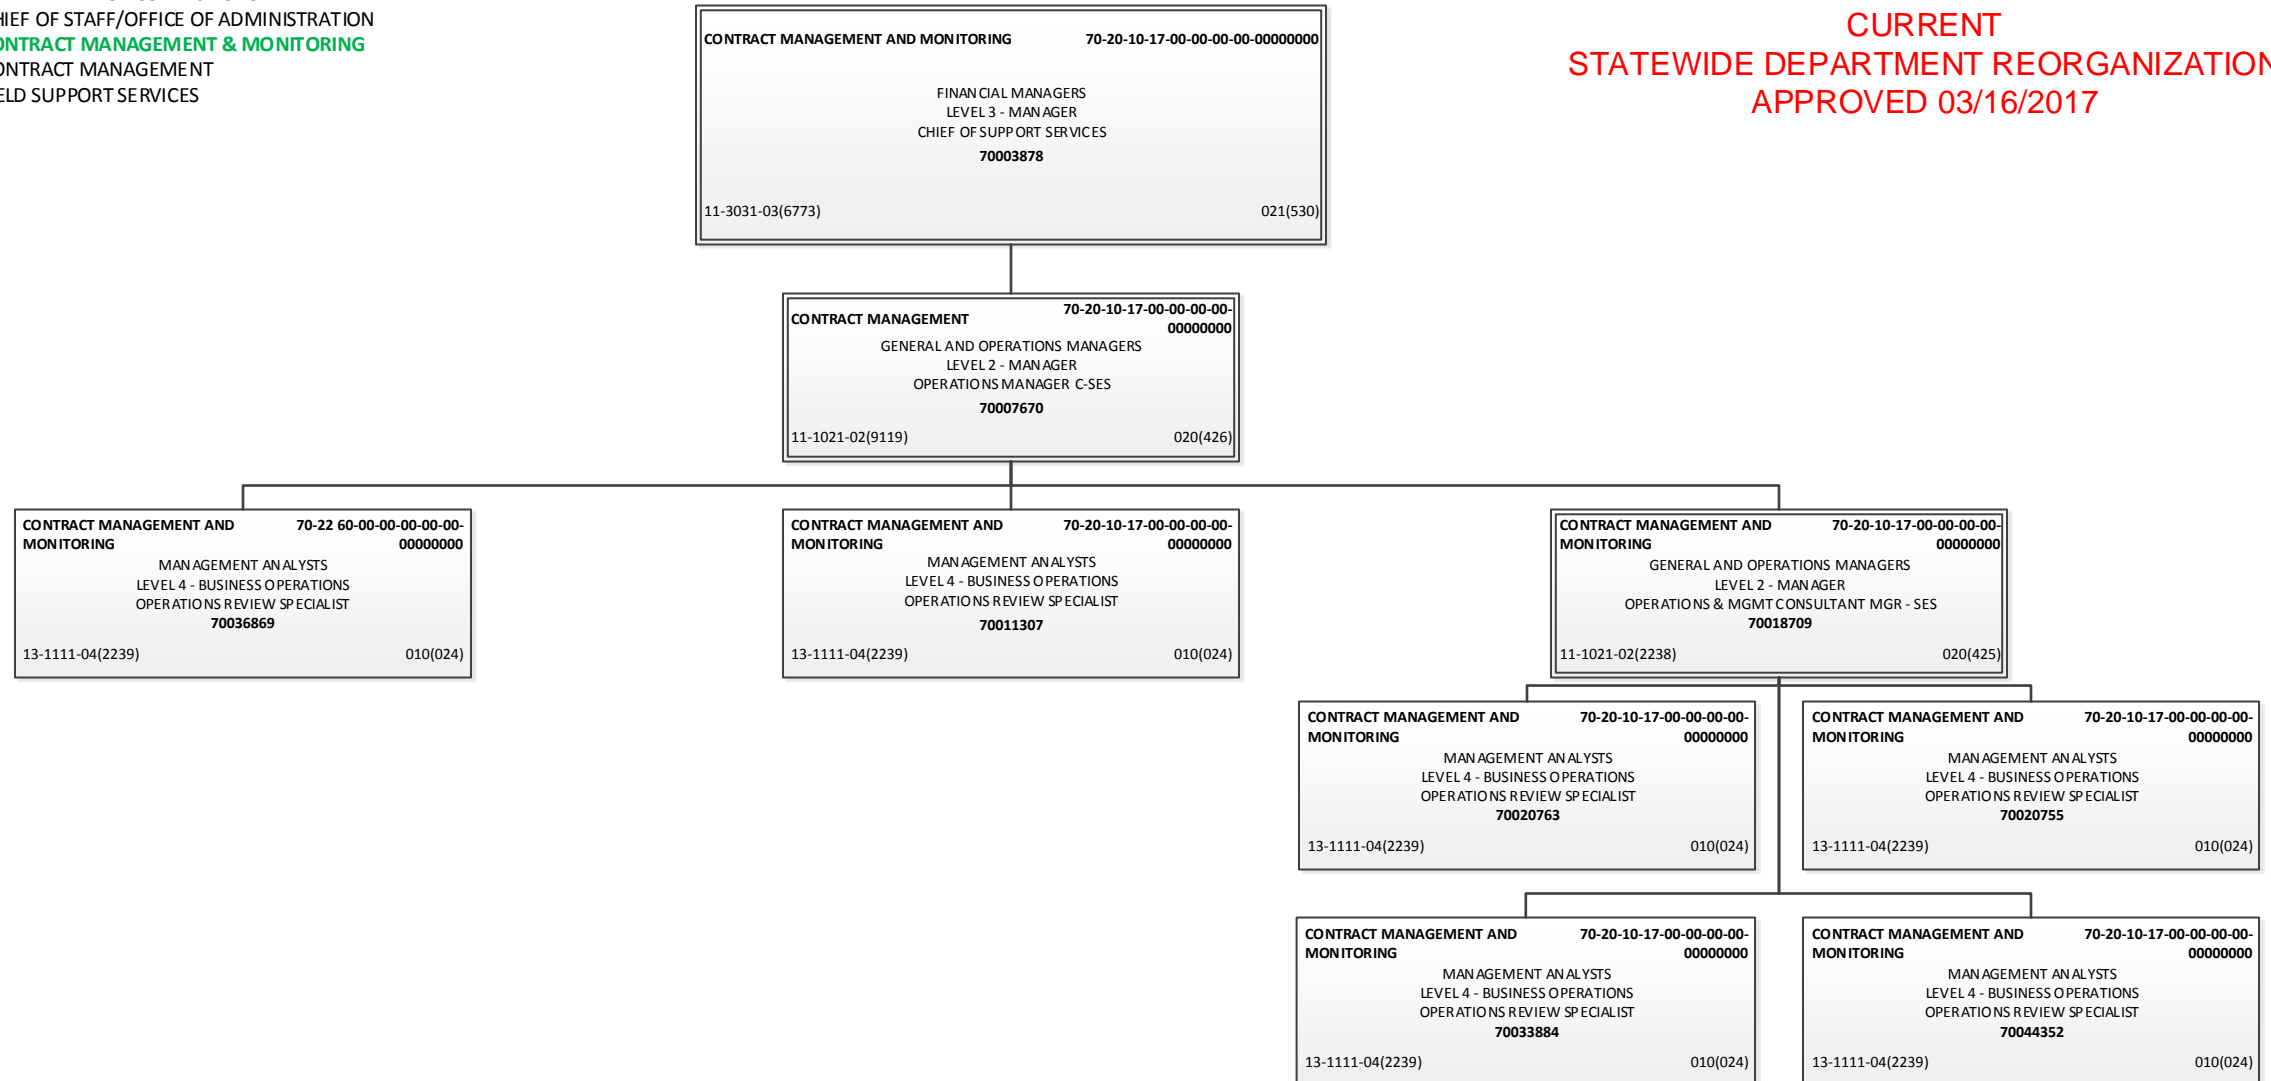 HIEF OF STAFF/OFFICE OF ADMINISTRATION
ONTRACT MANAGEMENT & MONITORING
ONTRACT MANAGEMENT
ELD SUPPORT SERVICES
CURRENT
STATEWIDE DEPARTMENT REORGANIZATION
APPROVED 03/16/2017
CONTRACT MANAGEMENT AND MONITORING 70-20-10-17-00-00-00-00-00000000
FINANCIAL MANAGERS
LEVEL 3 - MANAGER
CHIEF OF SUPPORT SERVICES
70003878
11-3031-03(6773) 021(530)
CONTRACT MANAGEMENT 70-20-10-17-00-00-00-00-
00000000
GENERAL AND OPERATIONS MANAGERS
LEVEL 2 - MANAGER
OPERATIONS MANAGER C-SES
70007670
11-1021-02(9119) 020(426)
CONTRACT MANAGEMENT AND 70-22 60-00-00-00-00-00-
MONITORING 00000000
MANAGEMENT ANALYSTS
LEVEL 4 - BUSINESS OPERATIONS
OPERATIONS REVIEW SPECIALIST
70036869
13-1111-04(2239) 010(024)
CONTRACT MANAGEMENT AND 70-20-10-17-00-00-00-00-
MONITORING 00000000
MANAGEMENT ANALYSTS
LEVEL 4 - BUSINESS OPERATIONS
OPERATIONS REVIEW SPECIALIST
70011307
13-1111-04(2239) 010(024)
CONTRACT MANAGEMENT AND 70-20-10-17-00-00-00-00-
MONITORING 00000000
GENERAL AND OPERATIONS MANAGERS
LEVEL 2 - MANAGER
OPERATIONS & MGMT CONSULTANT MGR - SES
70018709
11-1021-02(2238) 020(425)
CONTRACT MANAGEMENT AND 70-20-10-17-00-00-00-00-
MONITORING 00000000
MANAGEMENT ANALYSTS
LEVEL 4 - BUSINESS OPERATIONS
OPERATIONS REVIEW SPECIALIST
70020763
13-1111-04(2239) 010(024)
CONTRACT MANAGEMENT AND 70-20-10-17-00-00-00-00-
MONITORING 00000000
MANAGEMENT ANALYSTS
LEVEL 4 - BUSINESS OPERATIONS
OPERATIONS REVIEW SPECIALIST
70020755
13-1111-04(2239) 010(024)
CONTRACT MANAGEMENT AND 70-20-10-17-00-00-00-00-
MONITORING 00000000
MANAGEMENT ANALYSTS
LEVEL 4 - BUSINESS OPERATIONS
OPERATIONS REVIEW SPECIALIST
70033884
13-1111-04(2239) 010(024)
CONTRACT MANAGEMENT AND 70-20-10-17-00-00-00-00-
MONITORING 00000000
MANAGEMENT ANALYSTS
LEVEL 4 - BUSINESS OPERATIONS
OPERATIONS REVIEW SPECIALIST
70044352
13-1111-04(2239) 010(024)